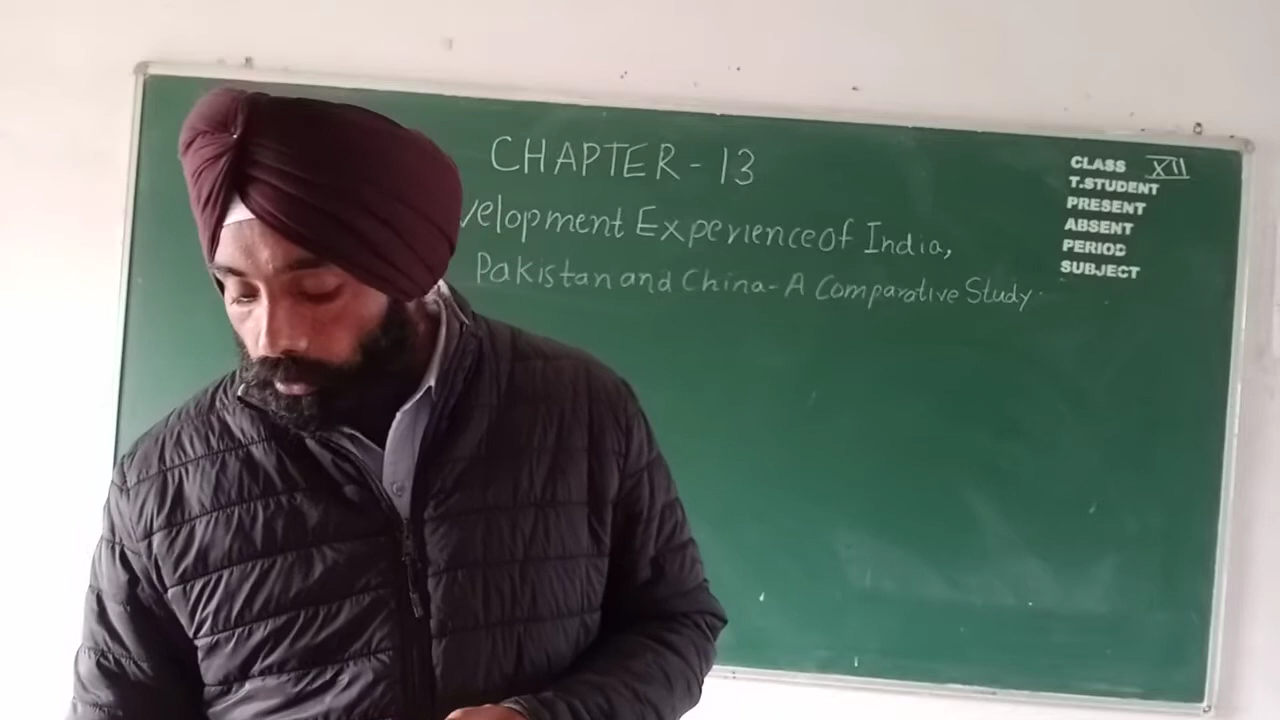 CHAPTER - 13
velopment Experience of India,
Pakistan and China - A Comparative Study.
CLASS XII
T.STUDENT
PRESENT
ABSENT
PERIOD
SUBJECT